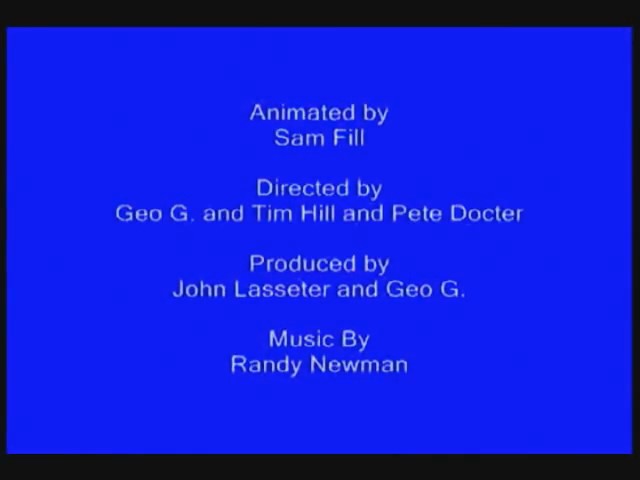 Animated by
Sam Fill
Directed by
Geo G. and Tim Hill and Pete Docter
Produced by
John Lasseter and Geo G.
Music By
Randy Newman